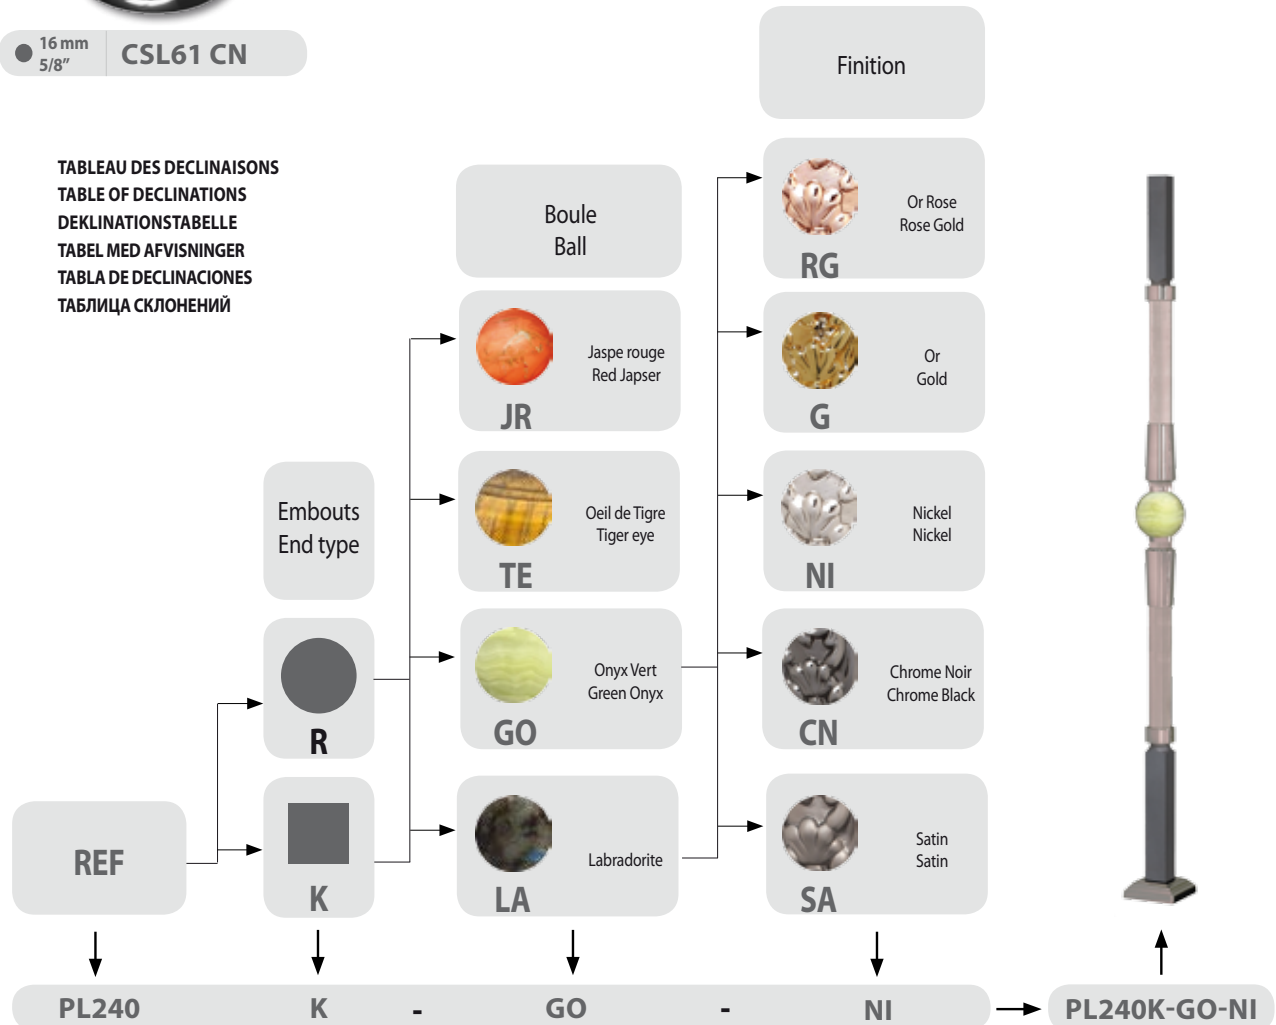 16 mm
5/8"
CSL61 CN
TABLEAU DES DECLINAISONS
TABLE OF DECLINATIONS
DEKLINATIONSTABELLE
TABEL MED AFVISNINGER
TABLA DE DECLINACIONES
ТАБЛИЦА СКЛОНЕНИЙ
REF
Embouts
End type
R
K
Boule
Ball
Jaspe rouge
Red Japser
JR
Oeil de Tigre
Tiger eye
TE
Onyx Vert
Green Onyx
GO
Labradorite
LA
Finition
Or Rose
Rose Gold
RG
Or
Gold
G
Nickel
Nickel
NI
Chrome Noir
Chrome Black
CN
Satin
Satin
SA
PL240 K - GO - NI
PL240K-GO-NI